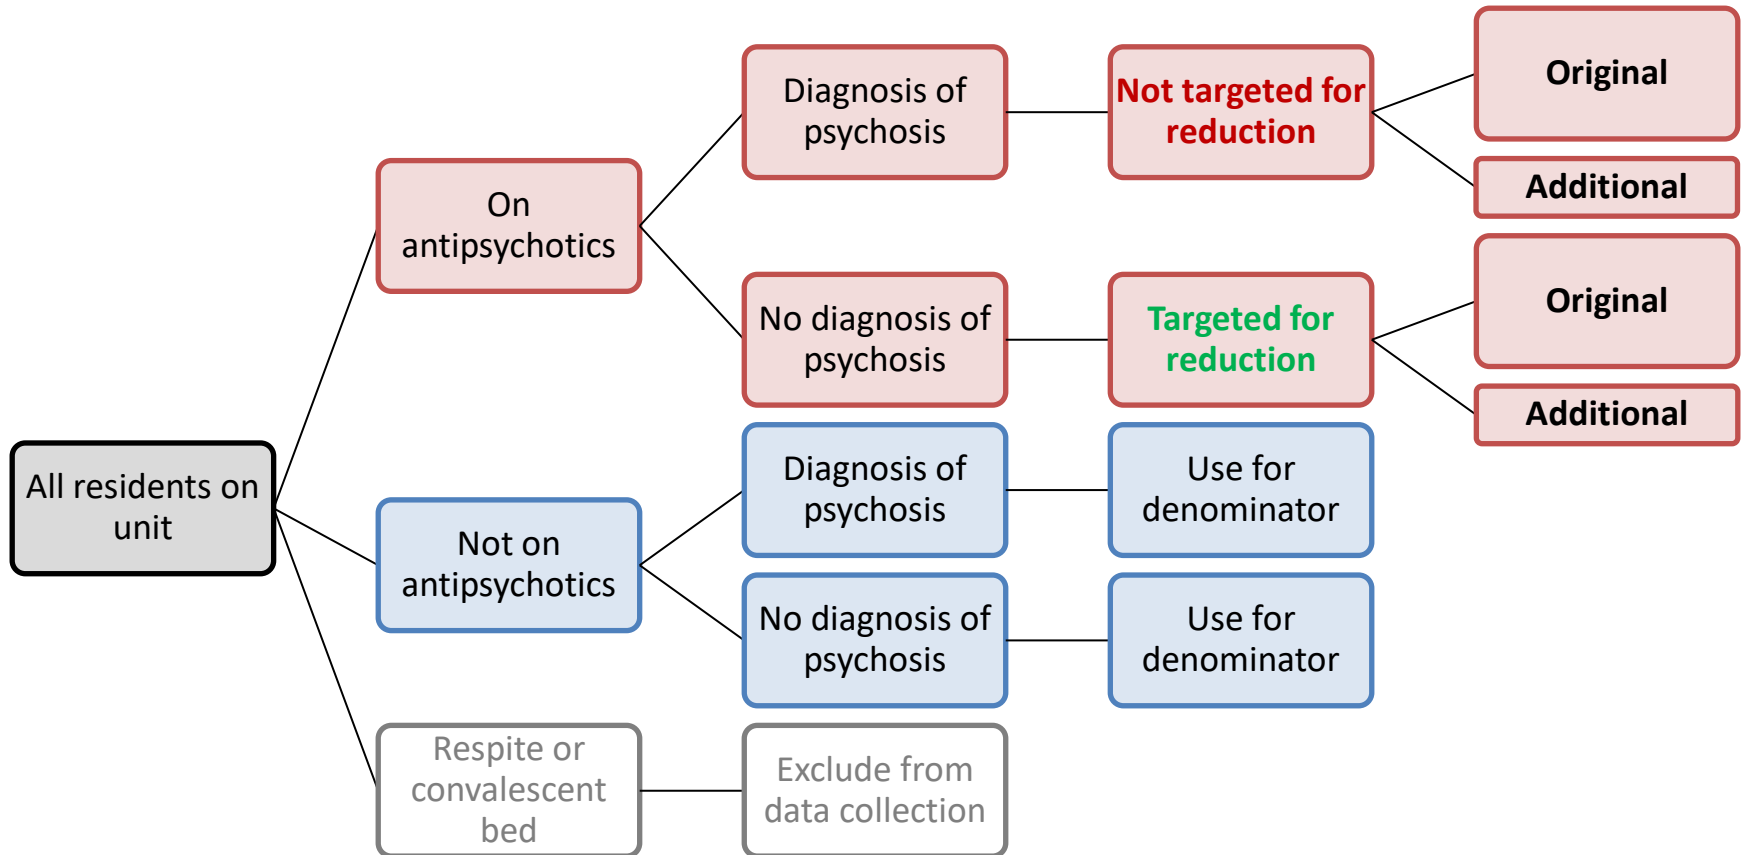 All residents on
unit
On
antipsychotics
Diagnosis of
psychosis
Not targeted for
reduction
Original
Additional
No diagnosis of
psychosis
Targeted for
reduction
Original
Additional
Not on
antipsychotics
Diagnosis of
psychosis
Use for
denominator
No diagnosis of
psychosis
Use for
denominator
Respite or
convalescent
bed
Exclude from
data collection